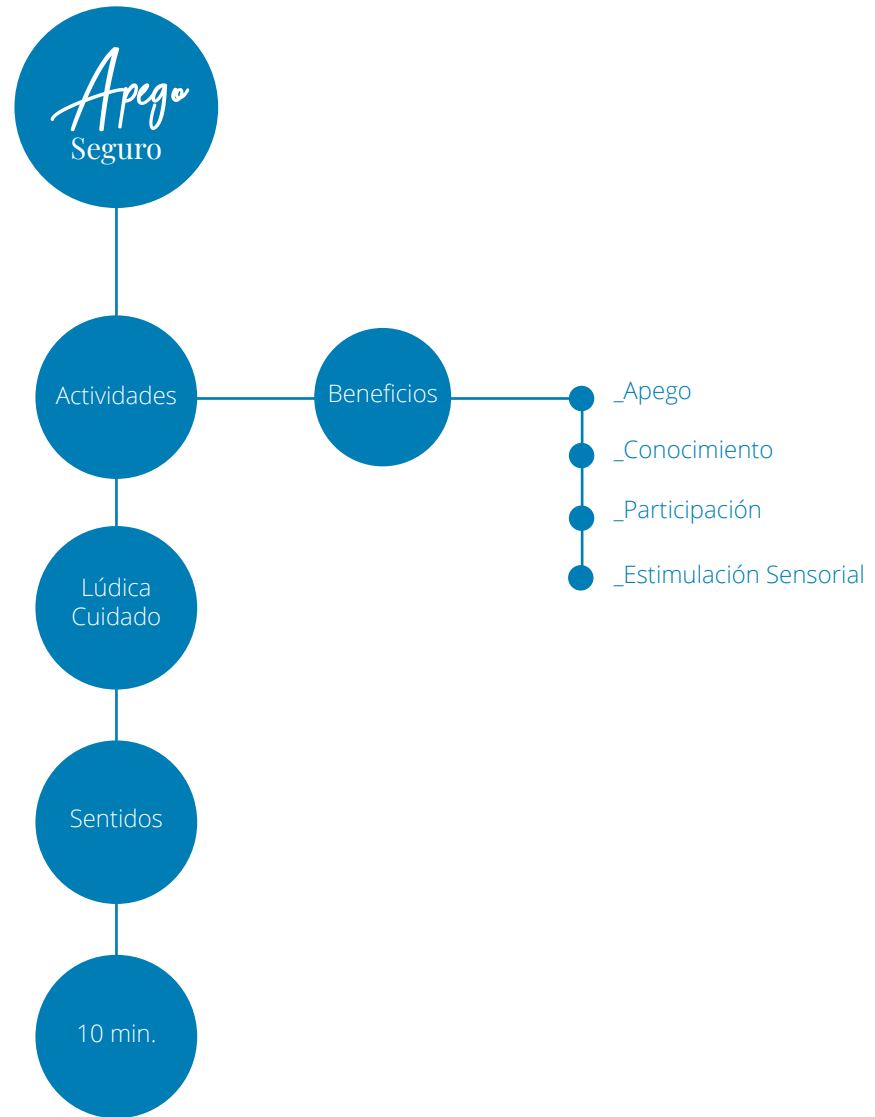 Apego
Seguro
Actividades
Beneficios
_Apego
_Conocimiento
_Participación
_Estimulación Sensorial
Lúdica
Cuidado
Sentidos
10 min.